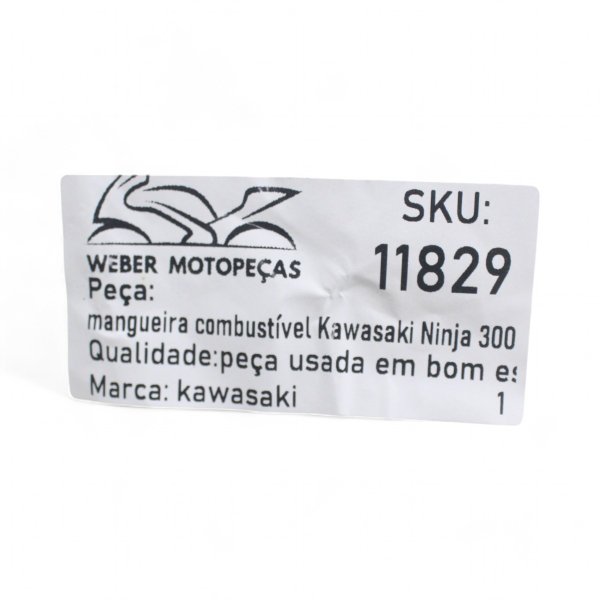 SKU:
11829
WEBER MOTOPEÇAS
Peça:
mangueira combustível Kawasaki Ninja 300
Qualidade:peça usada em bom es
Marca: kawasaki
1